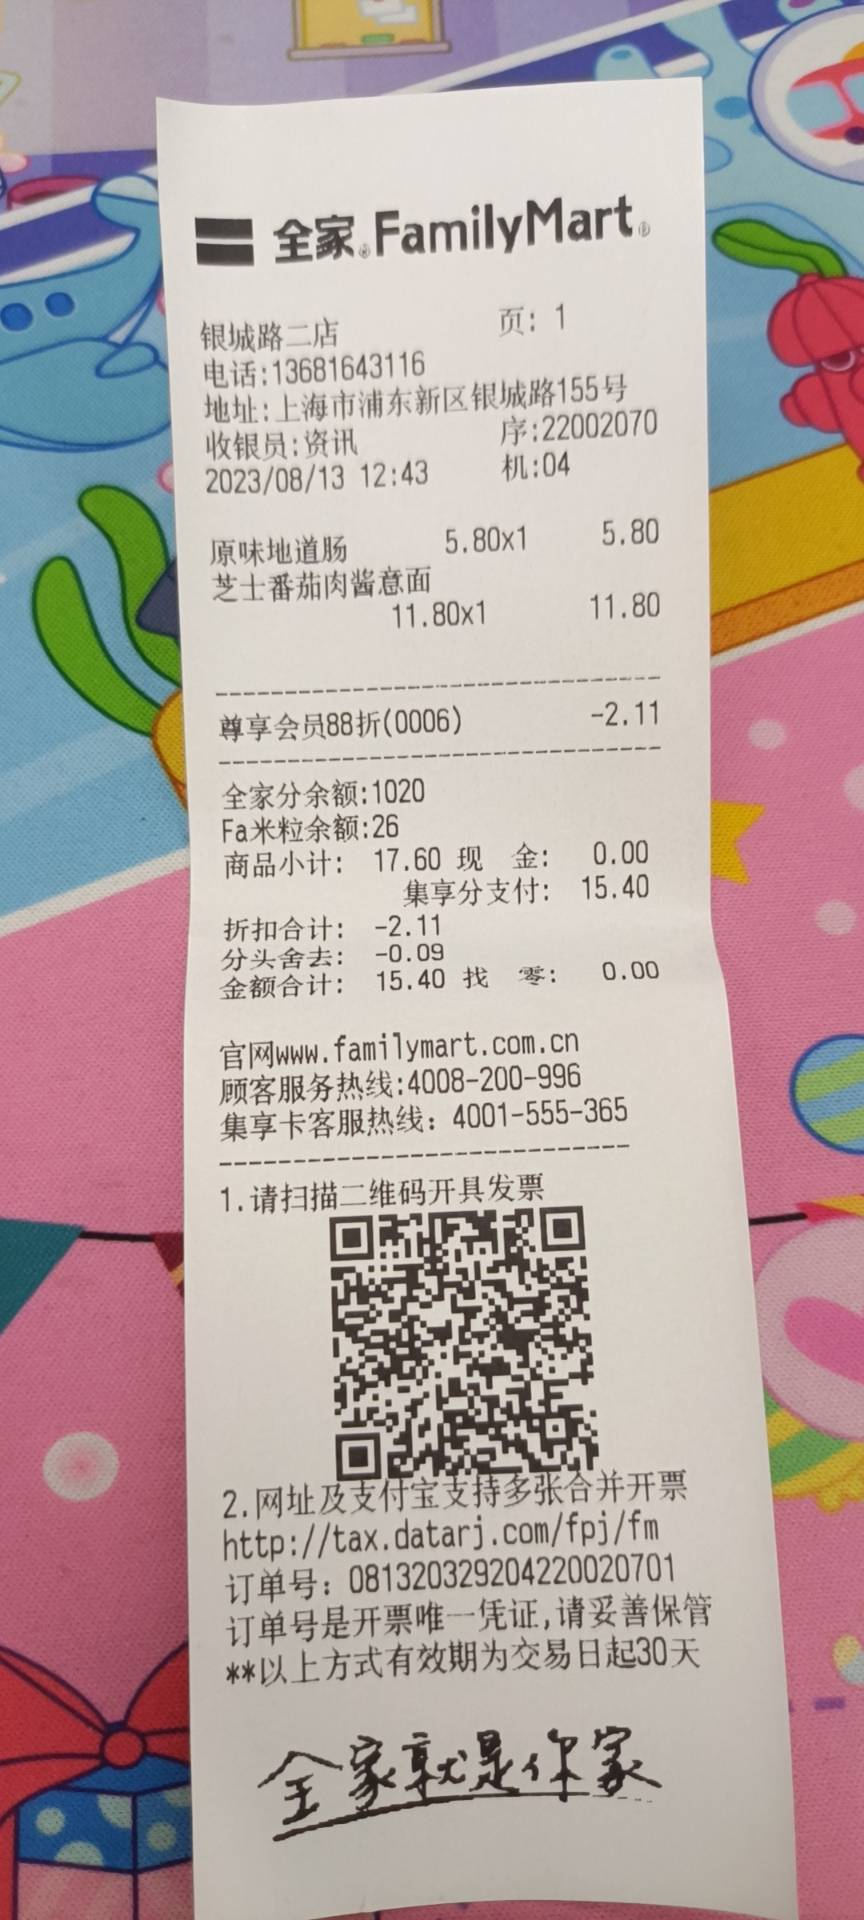 全家®FamilyMart®
银城路二店 页: 1
电话:13681643116
地址:上海市浦东新区银城路155号
收银员:资讯 序:22002070
2023/08/13 12:43 机:04
原味地道肠 5.80x1 5.80
芝士番茄肉酱意面
11.80x1 11.80
尊享会员88折(0006) -2.11
全家分余额:1020
Fa米粒余额:26
商品小计: 17.60 现 金: 0.00
集享分支付: 15.40
折扣合计: -2.11
分头舍去: -0.09
金额合计: 15.40 找 零: 0.00
官网www.familymart.com.cn
顾客服务热线:4008-200-996
集享卡客服热线: 4001-555-365
1.请扫描二维码开具发票
2.网址及支付宝支持多张合并开票
http://tax.datarj.com/fpj/fm
订单号: 081320329204220020701
订单号是开票唯一凭证,请妥善保管
**以上方式有效期为交易日起30天
全家就是你家